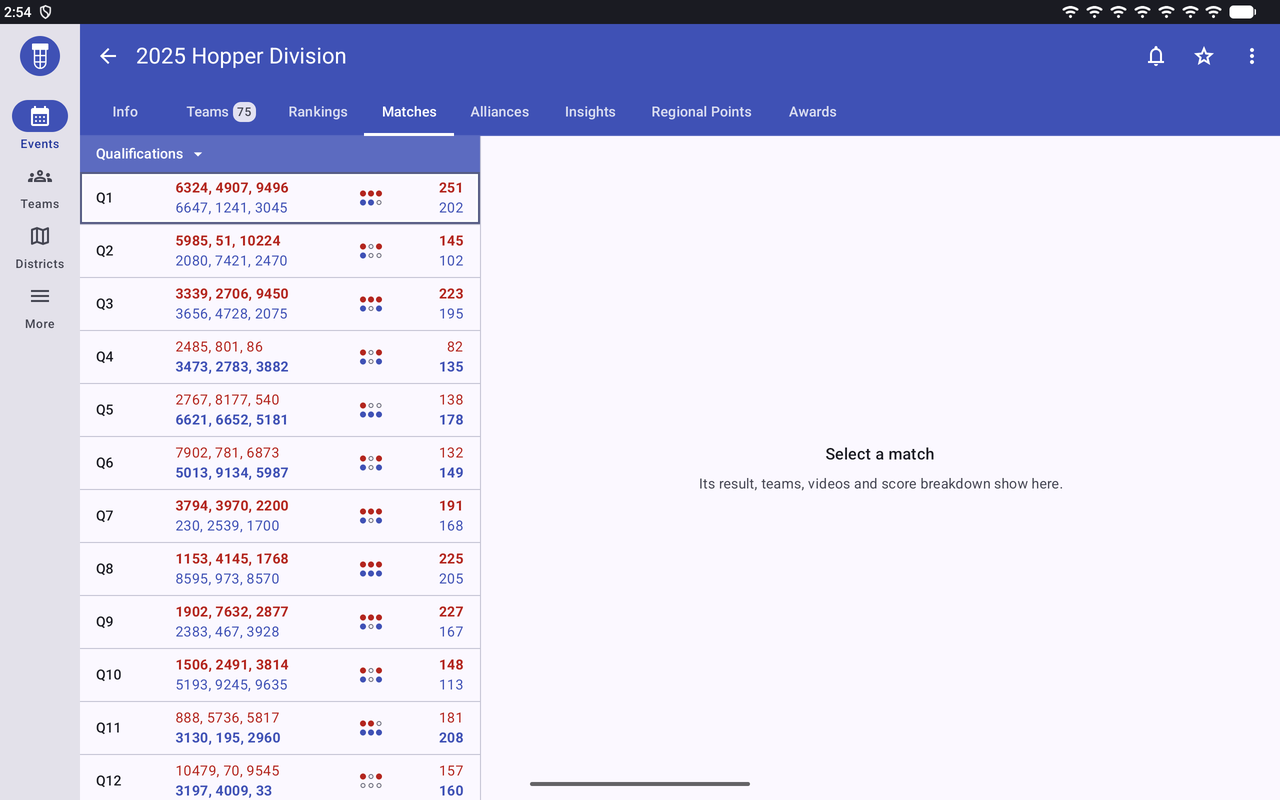 2:54
2025 Hopper Division
Info Teams 75 Rankings Matches Alliances Insights Regional Points Awards
Events
Teams
Districts
More
Qualifications
Q1 6324, 4907, 9496 251
6647, 1241, 3045 202
Q2 5985, 51, 10224 145
2080, 7421, 2470 102
Q3 3339, 2706, 9450 223
3656, 4728, 2075 195
Q4 2485, 801, 86 82
3473, 2783, 3882 135
Q5 2767, 8177, 540 138
6621, 6652, 5181 178
Q6 7902, 781, 6873 132
5013, 9134, 5987 149
Q7 3794, 3970, 2200 191
230, 2539, 1700 168
Q8 1153, 4145, 1768 225
8595, 973, 8570 205
Q9 1902, 7632, 2877 227
2383, 467, 3928 167
Q10 1506, 2491, 3814 148
5193, 9245, 9635 113
Q11 888, 5736, 5817 181
3130, 195, 2960 208
Q12 10479, 70, 9545 157
3197, 4009, 33 160
Select a match
Its result, teams, videos and score breakdown show here.